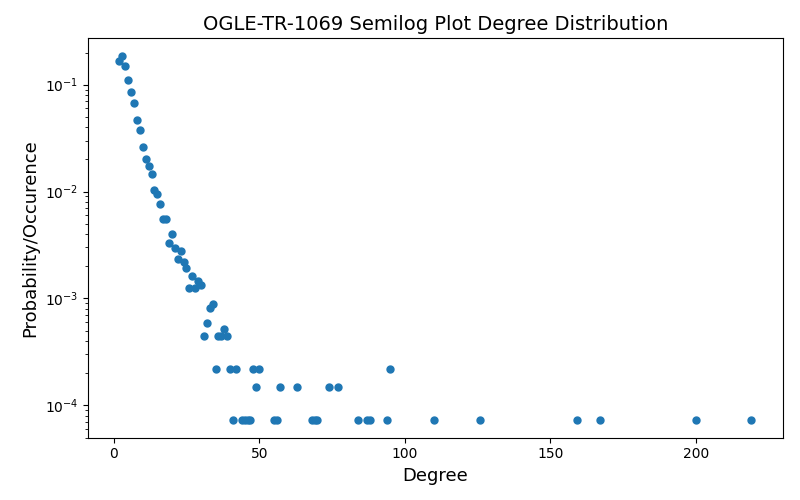 OGLE-TR-1069 Semilog Plot Degree Distribution
Probability/Occurence
10⁻¹
10⁻²
10⁻³
10⁻⁴
0 50 100 150 200
Degree